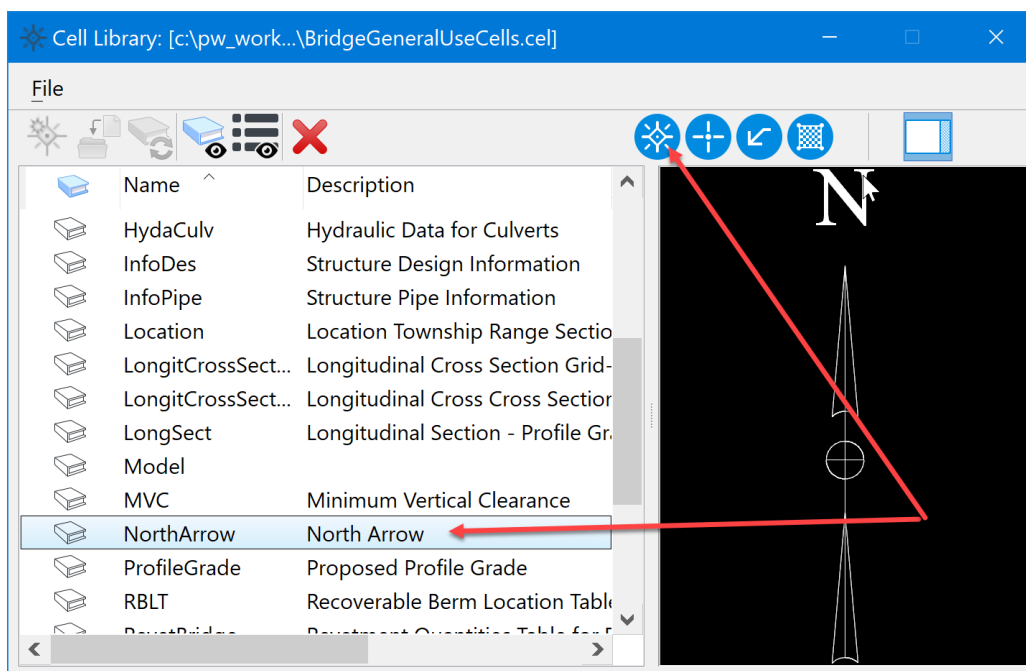 Cell Library: [c:\pw_work...\BridgeGeneralUseCells.cel]
File
Name Description
HydaCulv Hydraulic Data for Culverts
InfoDes Structure Design Information
InfoPipe Structure Pipe Information
Location Location Township Range Sectio
LongitCrossSect... Longitudinal Cross Section Grid-
LongitCrossSect... Longitudinal Cross Cross Section
LongSect Longitudinal Section - Profile Gr
Model
MVC Minimum Vertical Clearance
NorthArrow North Arrow
ProfileGrade Proposed Profile Grade
RBLT Recoverable Berm Location Table
N